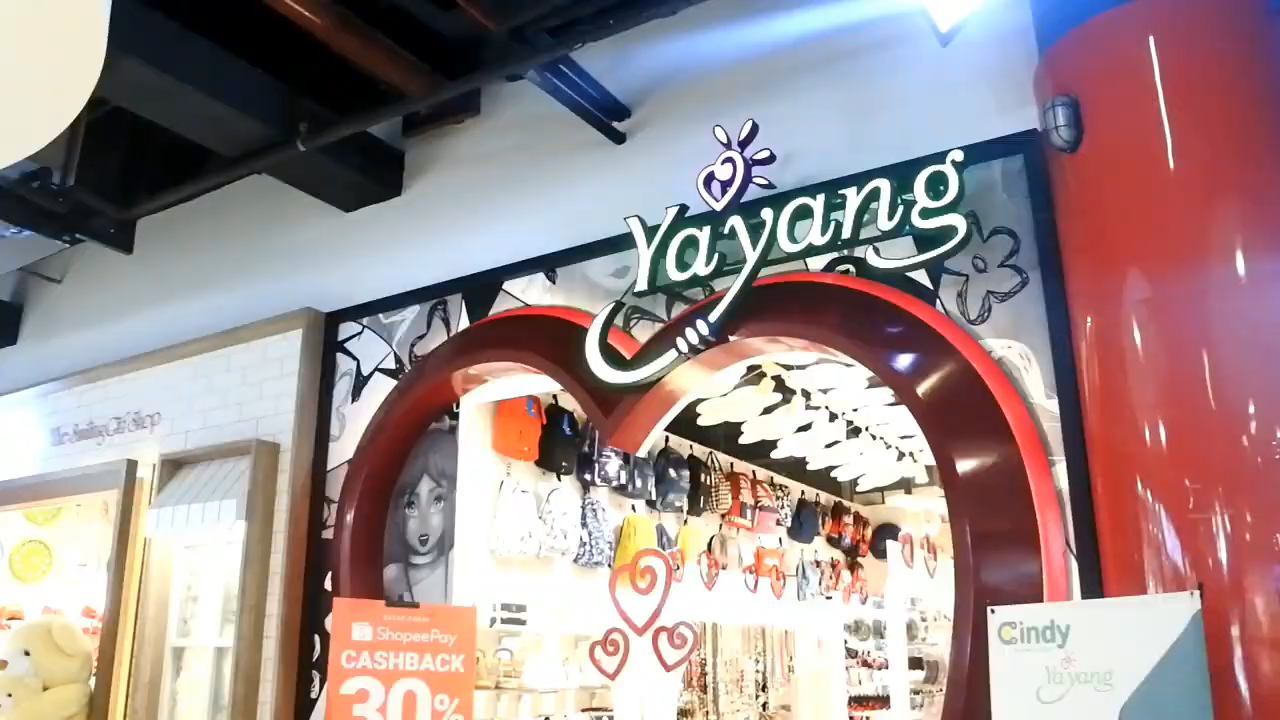 Yayang
The Smiling Gift Shop
ShopeePay
CASHBACK
30%
Cindy
Yayang